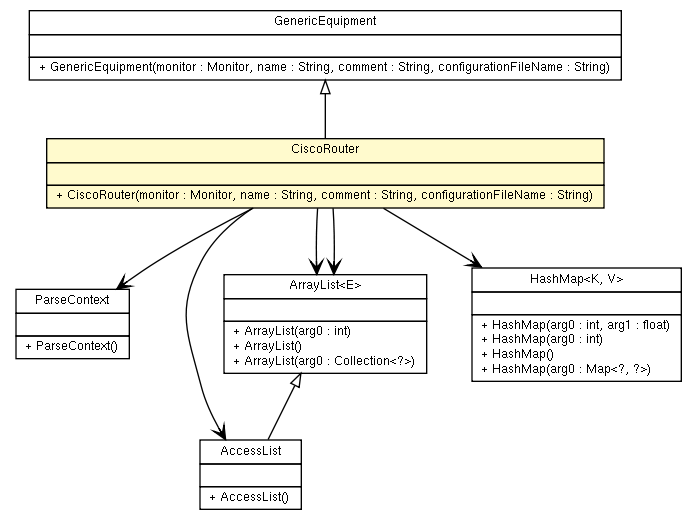 GenericEquipment
+ GenericEquipment(monitor : Monitor, name : String, comment : String, configurationFileName : String)
CiscoRouter
+ CiscoRouter(monitor : Monitor, name : String, comment : String, configurationFileName : String)
ParseContext
+ ParseContext()
ArrayList<E>
+ ArrayList(arg0 : int)
+ ArrayList()
+ ArrayList(arg0 : Collection<?>)
HashMap<K, V>
+ HashMap(arg0 : int, arg1 : float)
+ HashMap(arg0 : int)
+ HashMap()
+ HashMap(arg0 : Map<?, ?>)
AccessList
+ AccessList()